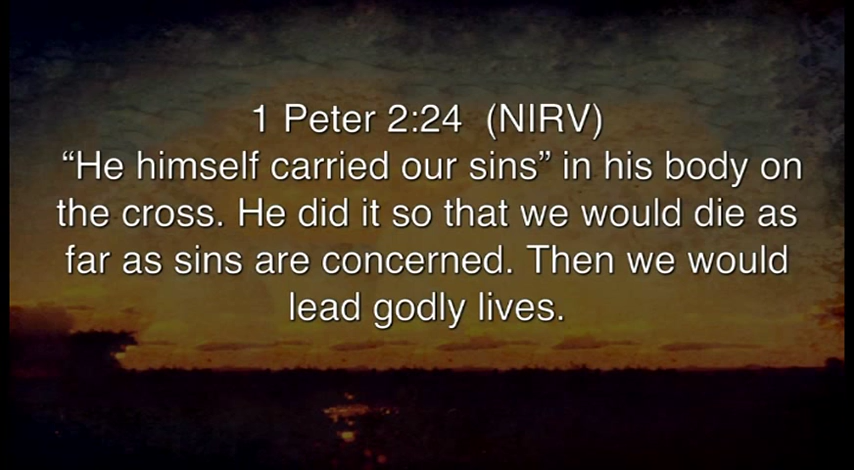 1 Peter 2:24  (NIRV)
“He himself carried our sins” in his body on
the cross. He did it so that we would die as
far as sins are concerned. Then we would
lead godly lives.